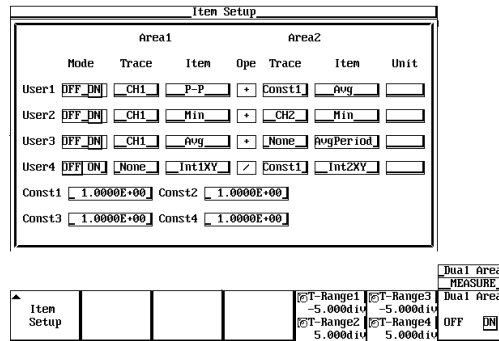 Item Setup
Area1 Area2
Mode Trace Item Ope Trace Item Unit
User1 OFF ON CH1 P-P + Const1 Avg
User2 OFF ON CH1 Min + CH2 Min
User3 OFF ON CH1 Avg + None AvgPeriod
User4 OFF ON None Int1XY / Const1 Int2XY
Const1 1.0000E+00 Const2 1.0000E+00
Const3 1.0000E+00 Const4 1.0000E+00
Dual Area
MEASURE
Item Setup
T-Range1 -5.000div
T-Range2 5.000div
T-Range3 -5.000div
T-Range4 5.000div
Dual Area
OFF ON